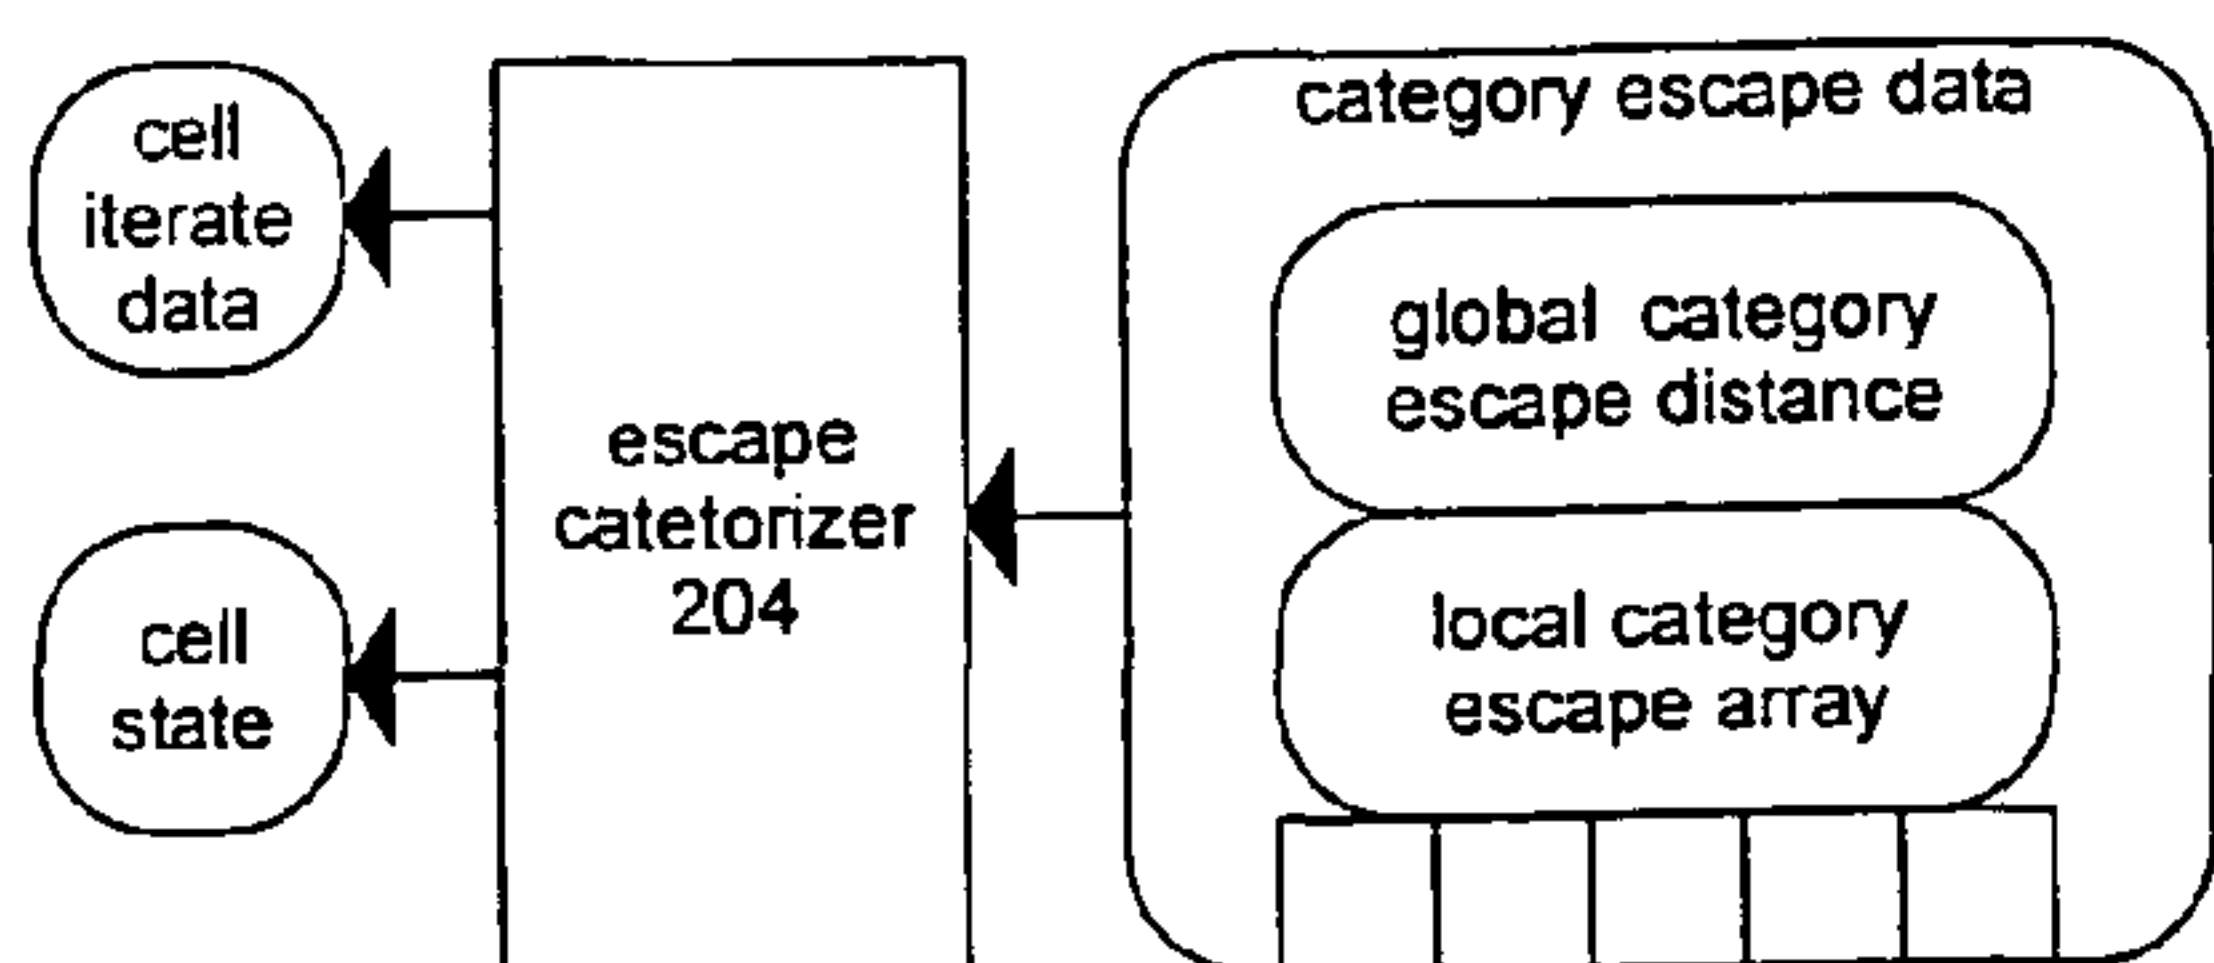 cell
iterate
data
cell
state
escape
catetorizer
204
category escape data
global category
escape distance
local category
escape array